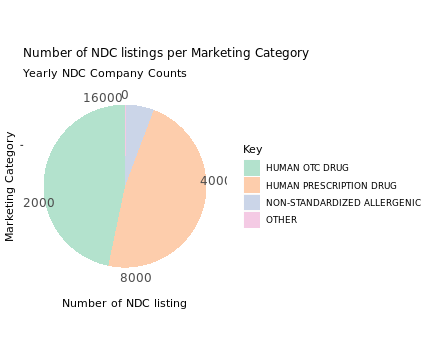 Number of NDC listings per Marketing Category
Yearly NDC Company Counts
16000
0
Key
Marketing Category
-
HUMAN OTC DRUG
HUMAN PRESCRIPTION DRUG
NON-STANDARDIZED ALLERGENIC
OTHER
400
2000
8000
Number of NDC listing